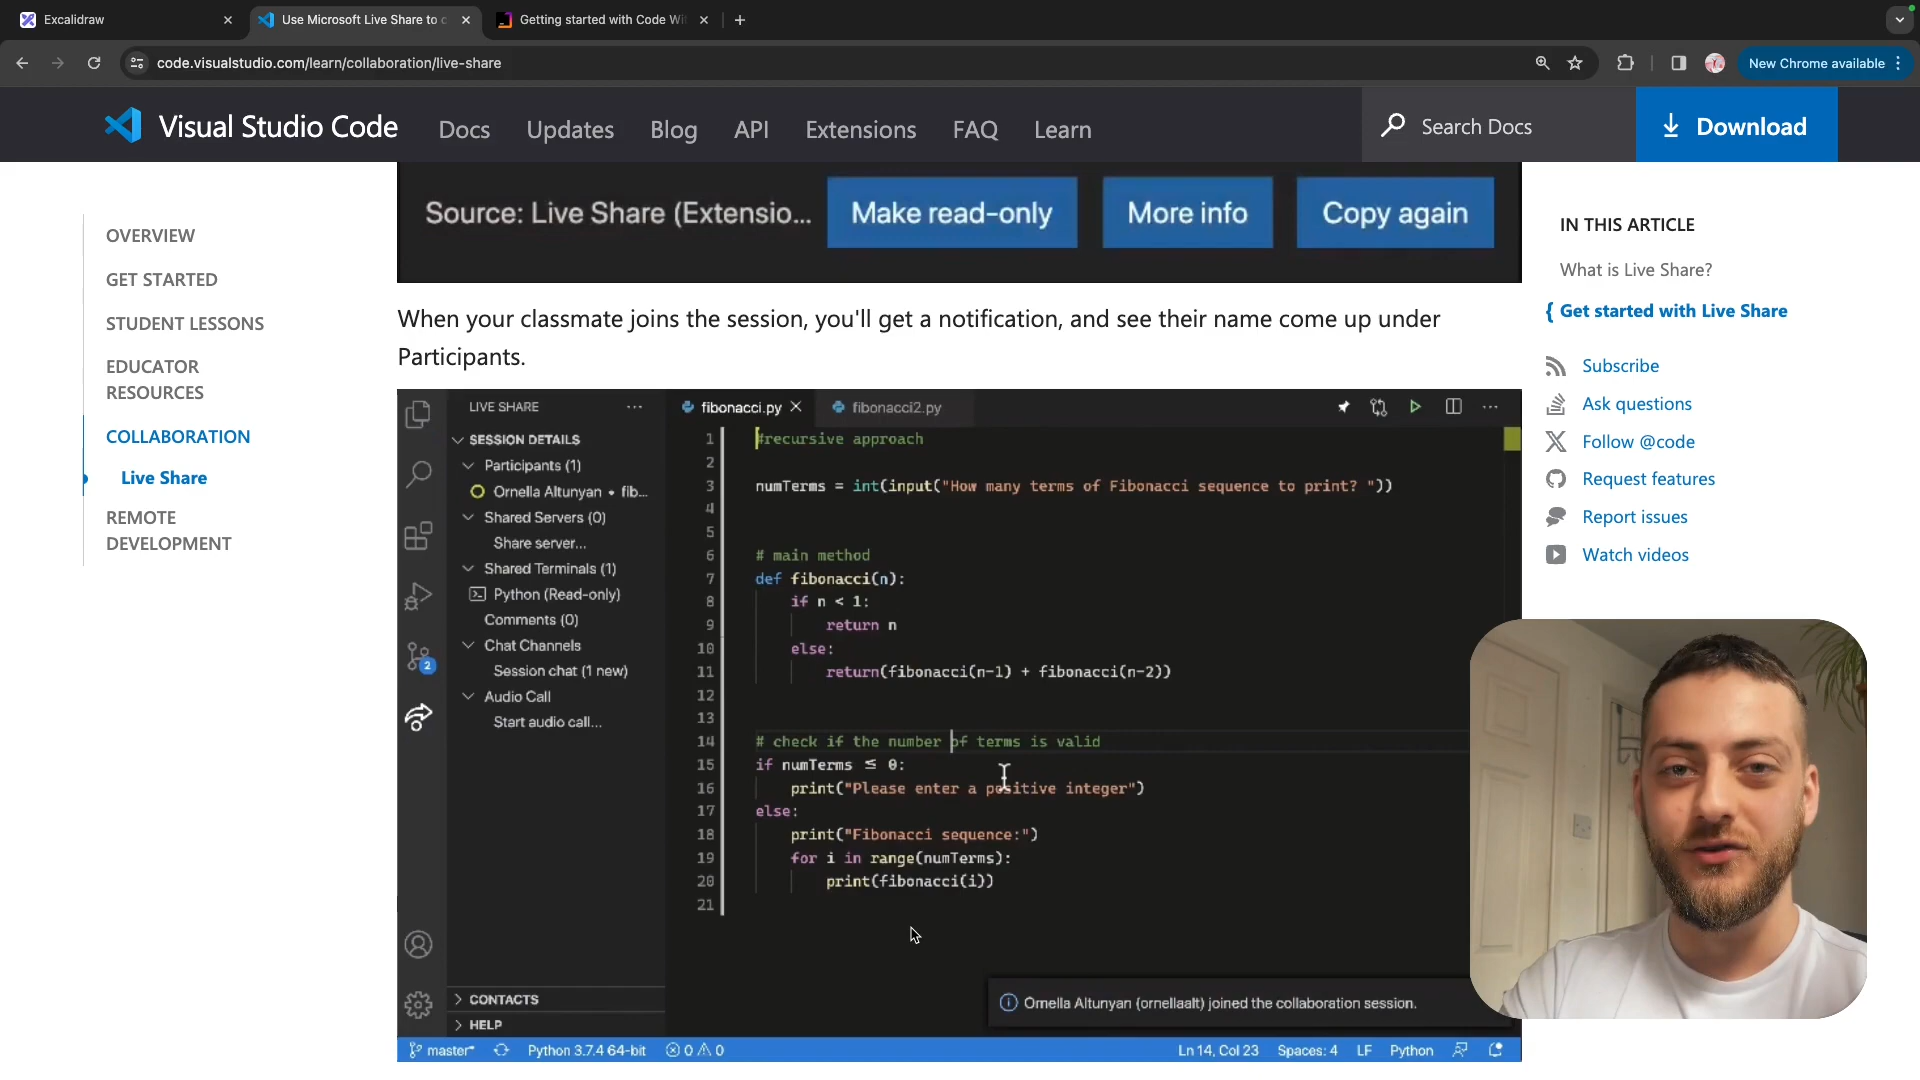 Excalidraw
Use Microsoft Live Share to c
Getting started with Code Wit
code.visualstudio.com/learn/collaboration/live-share
New Chrome available
Visual Studio Code
Docs
Updates
Blog
API
Extensions
FAQ
Learn
Search Docs
Download
OVERVIEW
GET STARTED
STUDENT LESSONS
EDUCATOR
RESOURCES
COLLABORATION
Live Share
REMOTE
DEVELOPMENT
Source: Live Share (Extensio...
Make read-only
More info
Copy again
When your classmate joins the session, you'll get a notification, and see their name come up under
Participants.
LIVE SHARE
SESSION DETAILS
Participants (1)
Ornella Altunyan • fib...
Shared Servers (0)
Share server...
Shared Terminals (1)
Python (Read-only)
Comments (0)
Chat Channels
Session chat (1 new)
Audio Call
Start audio call...
CONTACTS
HELP
2
fibonacci.py
fibonacci2.py
1 #recursive approach
2
3 numTerms = int(input("How many terms of Fibonacci sequence to print? "))
4
5
6 # main method
7 def fibonacci(n):
8 if n < 1:
9 return n
10 else:
11 return(fibonacci(n-1) + fibonacci(n-2))
12
13
14 # check if the number of terms is valid
15 if numTerms ≤ 0:
16 print("Please enter a positive integer")
17 else:
18 print("Fibonacci sequence:")
19 for i in range(numTerms):
20 print(fibonacci(i))
21
Ornella Altunyan (ornellaalt) joined the collaboration session.
master*
Python 3.7.4 64-bit
0
0
Ln 14, Col 23
Spaces: 4
LF
Python
IN THIS ARTICLE
What is Live Share?
Get started with Live Share
Subscribe
Ask questions
Follow @code
Request features
Report issues
Watch videos